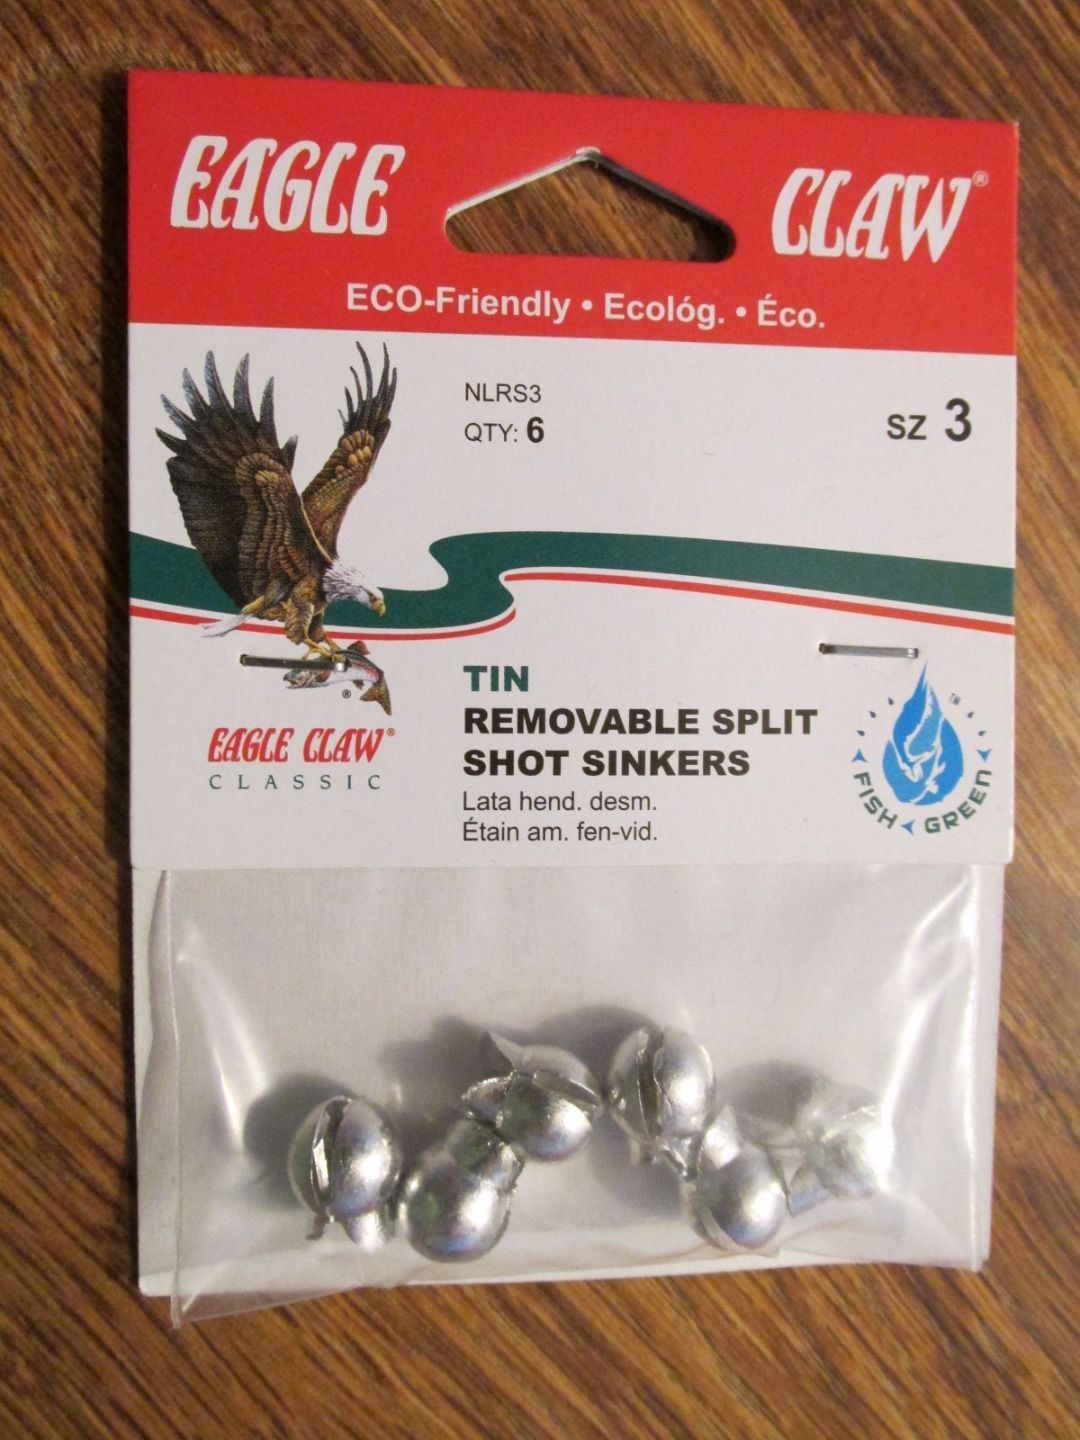 EAGLE CLAW®
ECO-Friendly • Ecológ. • Éco.
NLRS3
QTY: 6
SZ 3
TIN
REMOVABLE SPLIT
SHOT SINKERS
Lata hend. desm.
Étain am. fen-vid.
®
EAGLE CLAW®
CLASSIC
™
FISH GREEN